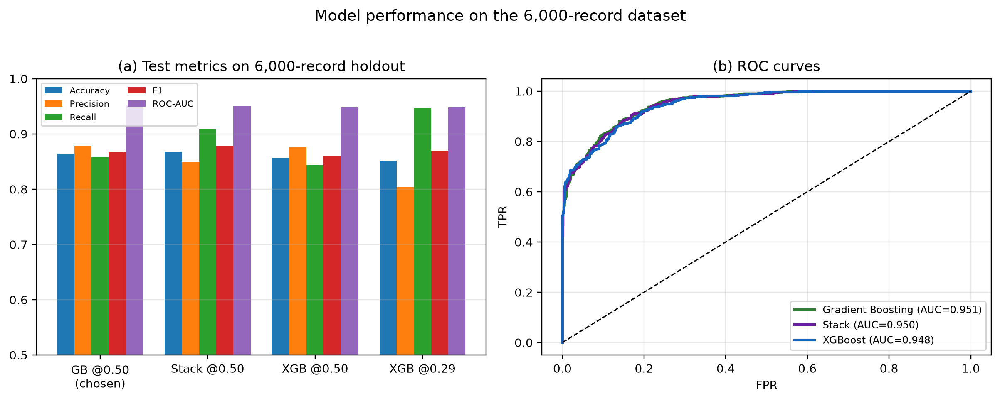 Model performance on the 6,000-record dataset
(a) Test metrics on 6,000-record holdout
1.0
0.9
0.8
0.7
0.6
0.5
Accuracy
Precision
Recall
F1
ROC-AUC
GB @0.50
(chosen)
Stack @0.50
XGB @0.50
XGB @0.29
(b) ROC curves
TPR
1.0
0.8
0.6
0.4
0.2
0.0
Gradient Boosting (AUC=0.951)
Stack (AUC=0.950)
XGBoost (AUC=0.948)
0.0
0.2
0.4
0.6
0.8
1.0
FPR